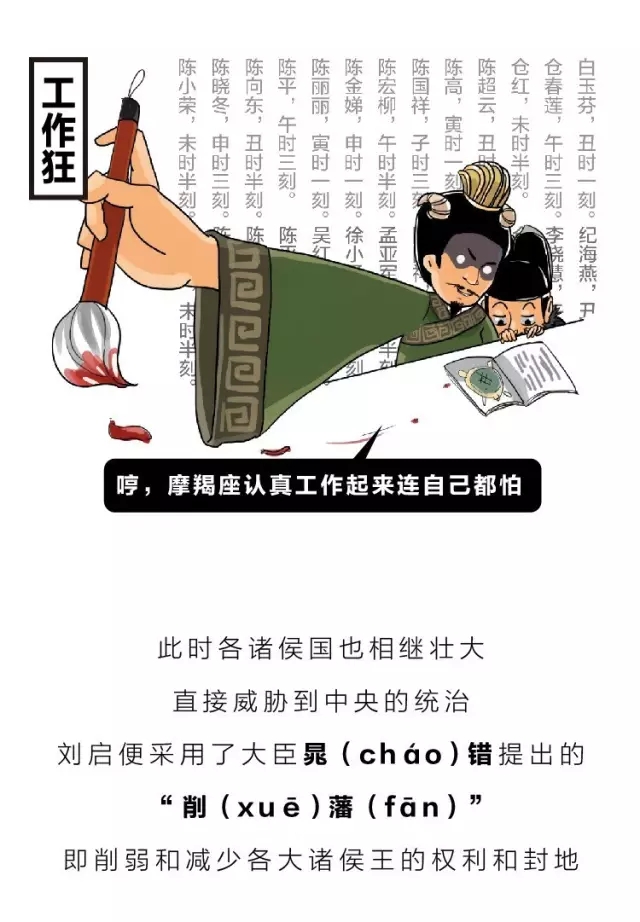 工作狂
白玉芬，丑时一刻。纪海燕，丑
仓春莲，午时三刻。李晓慧，
仓红，未时半刻。
陈超云，丑时
陈高，寅时一刻
陈国祥，子时三刻。
陈宏柳，午时半刻。孟亚军
陈金娣，申时一刻。徐小
陈丽丽，寅时一刻。吴红
陈平，午时三刻。陈
陈向东，丑时半刻。陈
陈晓冬，申时三刻。陈
陈小荣，未时半刻。未时半刻。
哼，摩羯座认真工作起来连自己都怕
此时各诸侯国也相继壮大
直接威胁到中央的统治
刘启便采用了大臣晁（cháo）错提出的
“削（xuē）藩（fān）”
即削弱和减少各大诸侯王的权利和封地